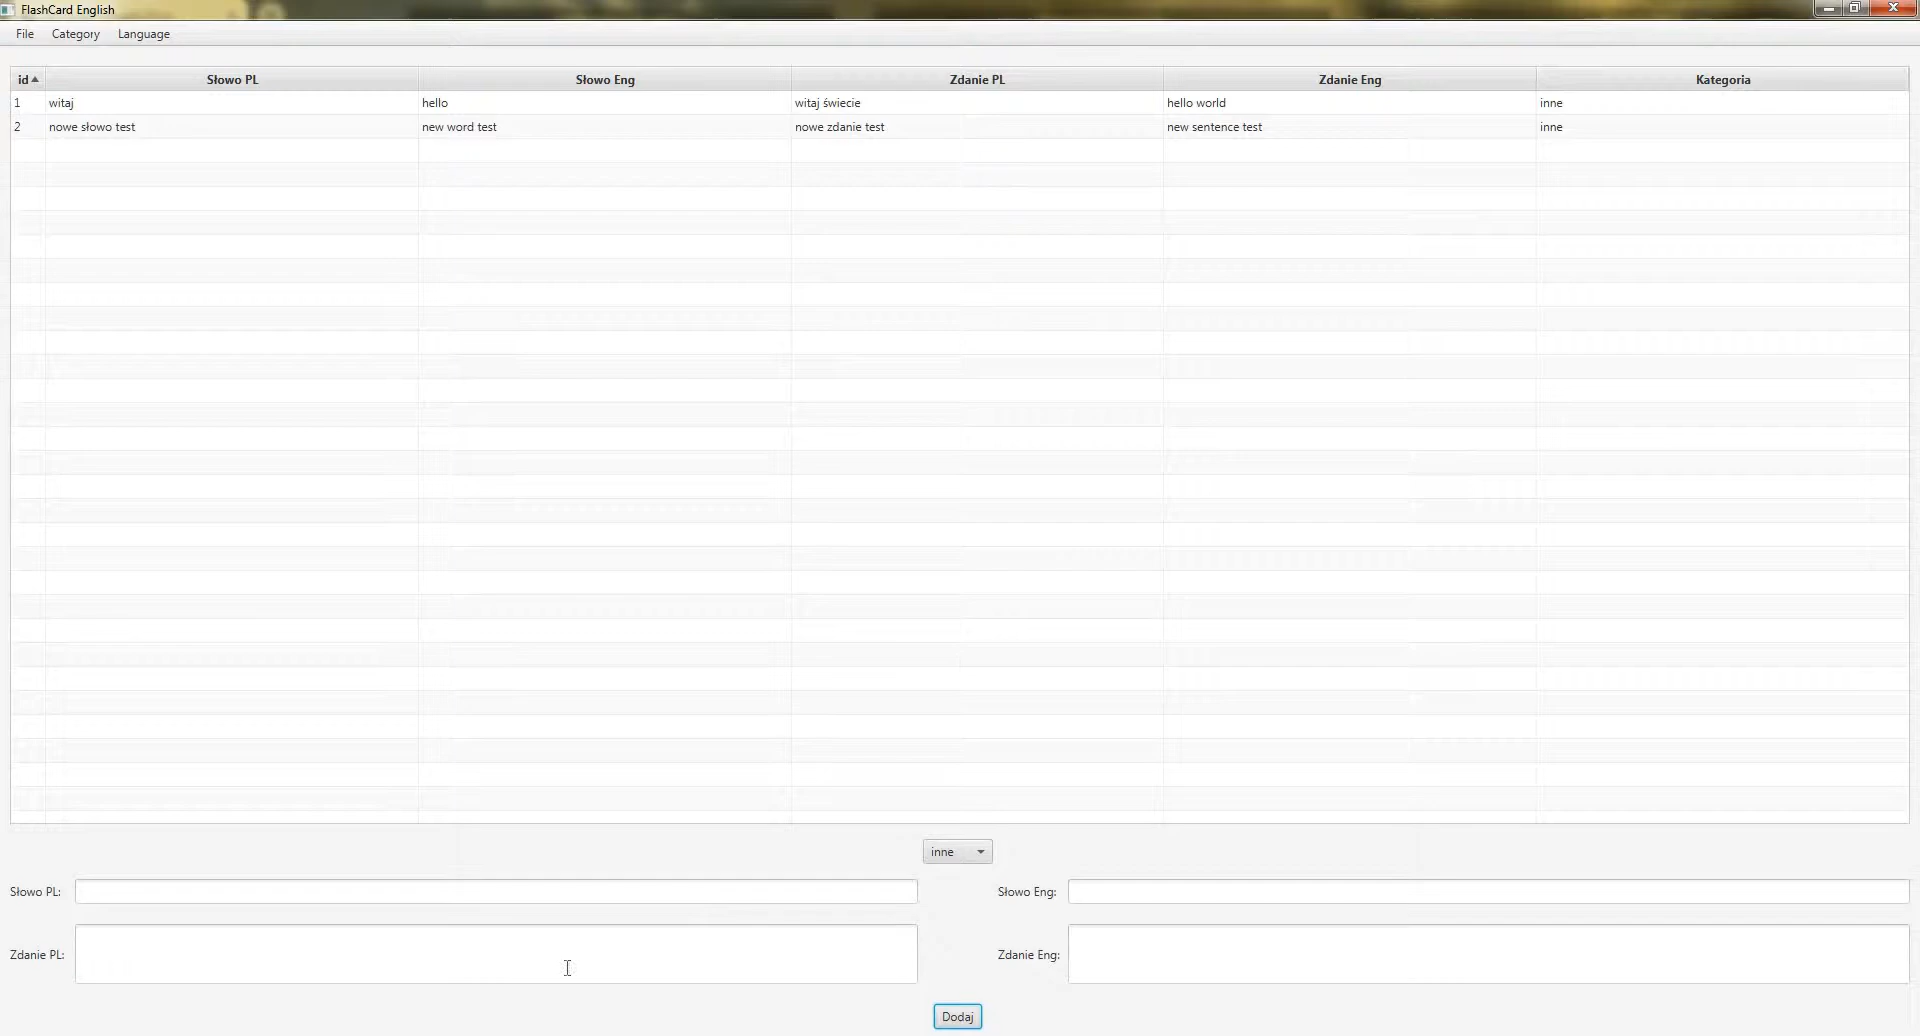 FlashCard English
File Category Language
id Słowo PL Słowo Eng Zdanie PL Zdanie Eng Kategoria
1 witaj hello witaj świecie hello world inne
2 nowe słowo test new word test nowe zdanie test new sentence test inne
inne
Słowo PL: Słowo Eng:
Zdanie PL: Zdanie Eng:
Dodaj